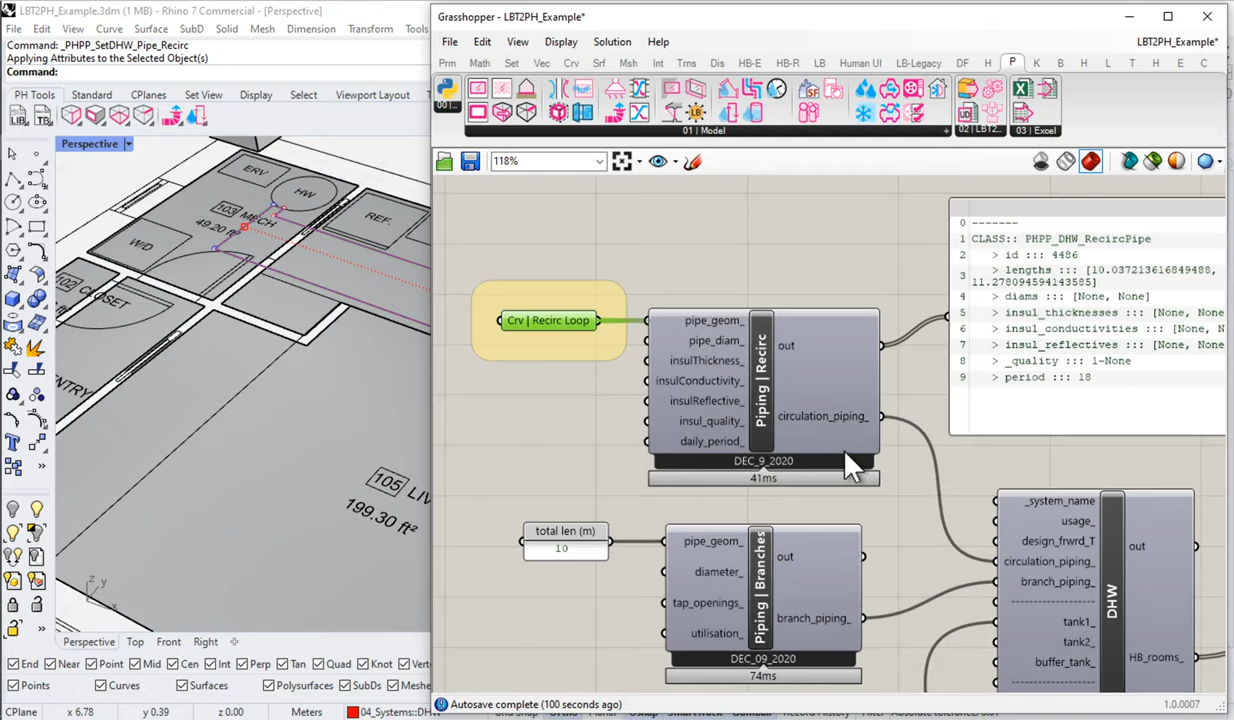 LBT2PH_Example.3dm (1 MB) - Rhino 7 Commercial - [Perspective]
File Edit View Curve Surface SubD Solid Mesh Dimension Transform Tools
Command: _PHPP_SetDHW_Pipe_Recirc
Applying Attributes to the Selected Object(s)
Command:
PH Tools Standard CPlanes Set View Display Select Viewport Layout
Perspective
ERV
HW
103 MECH
49.20 ft²
REF.
W/D
102 CLOSET
ENTRY
105 LIV
199.30 ft²
z y
x
Perspective Top Front Right
End Near Point Mid Cen Int Perp Tan Quad Knot Verte
Points Curves Surfaces Polysurfaces SubDs Meshe
CPlane x 6.78 y 0.39 z 0.00 Meters 04_Systems::DHW
Grasshopper - LBT2PH_Example*
File Edit View Display Solution Help LBT2PH_Example*
Prm Math Set Vec Crv Srf Msh Int Trns Dis HB-E HB-R LB Human UI LB-Legacy DF H P K B H L T M P H E C
00 |... 01 | Model 02 | LBT2... 03 | Excel
118%
Crv | Recirc Loop
pipe_geom_
pipe_diam_
insulThickness_
insulConductivity_
insulReflective_
insul_quality_
daily_period_
Piping | Recirc
out
circulation_piping_
DEC_9_2020
41ms
0 -------
1 CLASS:: PHPP_DHW_RecircPipe
2 > id ::: 4486
3 > lengths ::: [10.037213616849488,
11.278094594143585]
4 > diams ::: [None, None]
5 > insul_thicknesses ::: [None,
6 > insul_conductivities ::: [None,
7 > insul_reflectives ::: [None, N
8 > _quality ::: 1-None
9 > period ::: 18
total len (m)
10
pipe_geom_
diameter_
tap_openings_
utilisation_
Piping | Branches
out
branch_piping_
DEC_09_2020
74ms
_system_name
usage_
design_frwrd_T
circulation_piping_
branch_piping_
----------------
tank1_
tank2_
buffer_tank_
----------------
DHW
out
HB_rooms_
Autosave complete (100 seconds ago) 1.0.0007